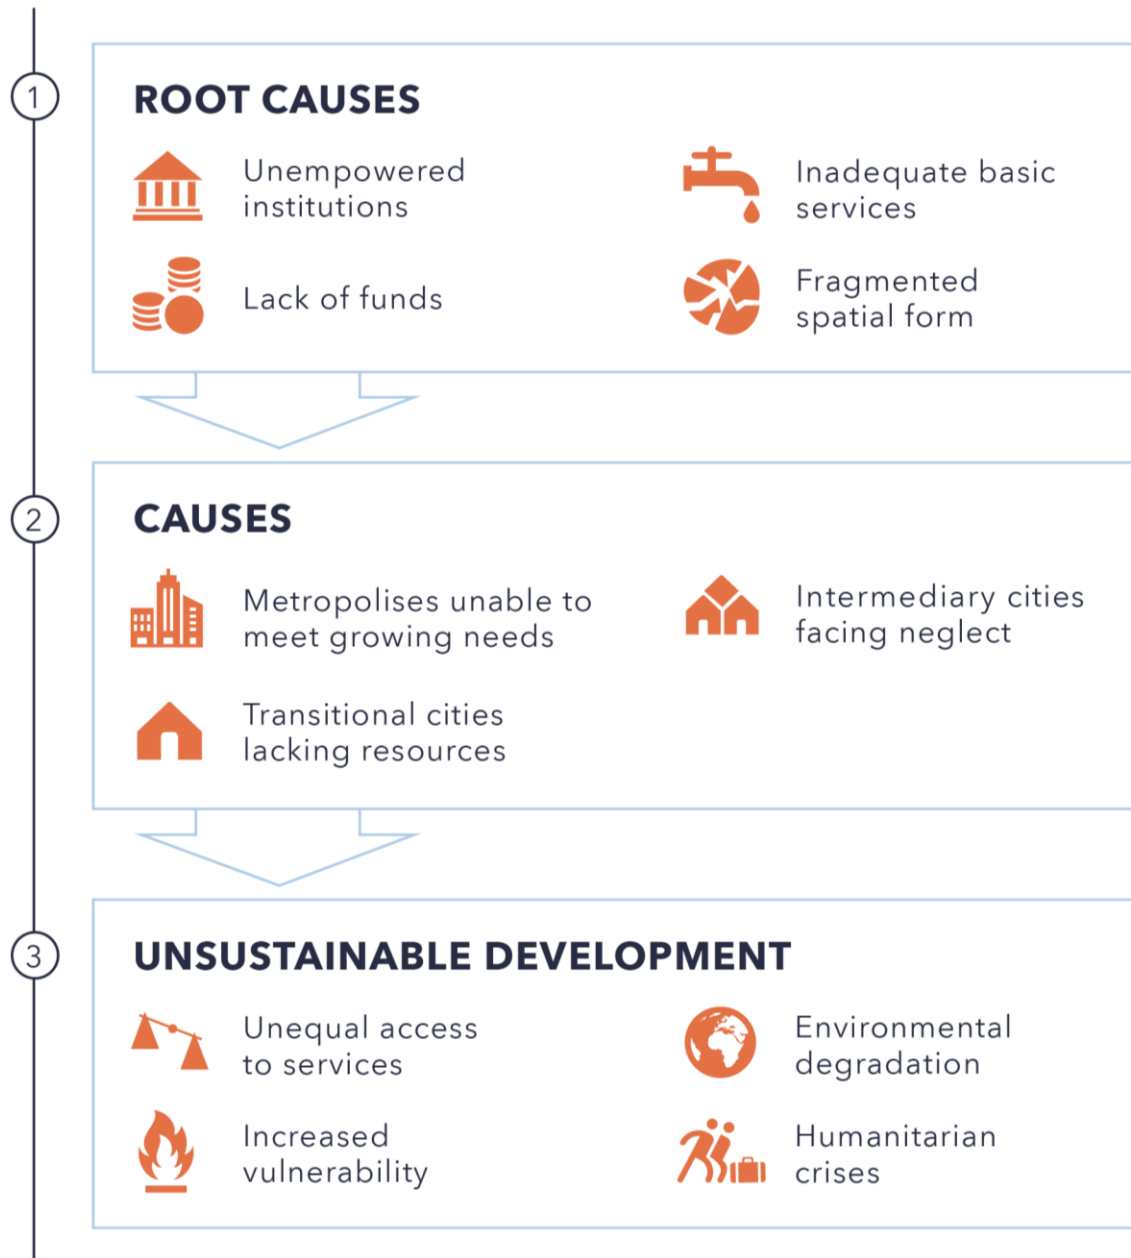 1
ROOT CAUSES
Unempowered
institutions
Inadequate basic
services
Lack of funds
Fragmented
spatial form
2
CAUSES
Metropolises unable to
meet growing needs
Intermediary cities
facing neglect
Transitional cities
lacking resources
3
UNSUSTAINABLE DEVELOPMENT
Unequal access
to services
Environmental
degradation
Increased
vulnerability
Humanitarian
crises